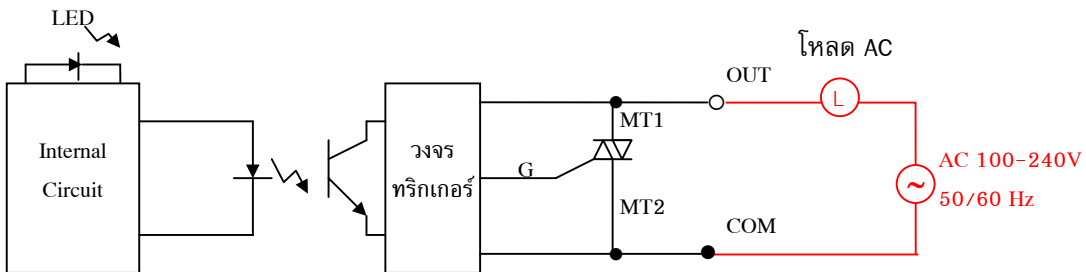 LED
Internal
Circuit
วงจร
ทริกเกอร์
G
MT1
MT2
OUT
COM
โหลด AC
L
AC 100-240V
50/60 Hz